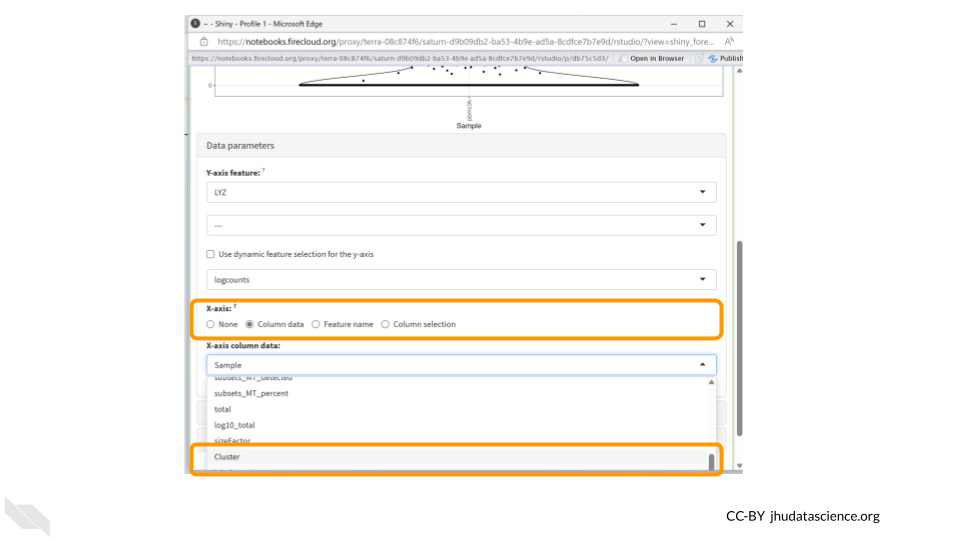 - - Shiny - Profile 1 - Microsoft Edge
https://notebooks.firecloud.org/proxy/terra-08c874f6/saturn-d9b09db2-ba53-4b9e-ad5a-8cdfce7b7e9d/rstudio/?view=shiny_fore...
https://notebooks.firecloud.org/proxy/terra-08c874f6/saturn-d9b09db2-ba53-4b9e-ad5a-8cdfce7b7e9d/rstudio/p/db75c5d3/ Open in Browser Publish
0
pbmc3k
Sample
Data parameters
Y-axis feature: ?
LYZ
---
Use dynamic feature selection for the y-axis
logcounts
X-axis: ?
None Column data Feature name Column selection
X-axis column data:
Sample
subsets_MT_detected
subsets_MT_percent
total
log10_total
sizeFactor
Cluster
CC-BY jhudatascience.org